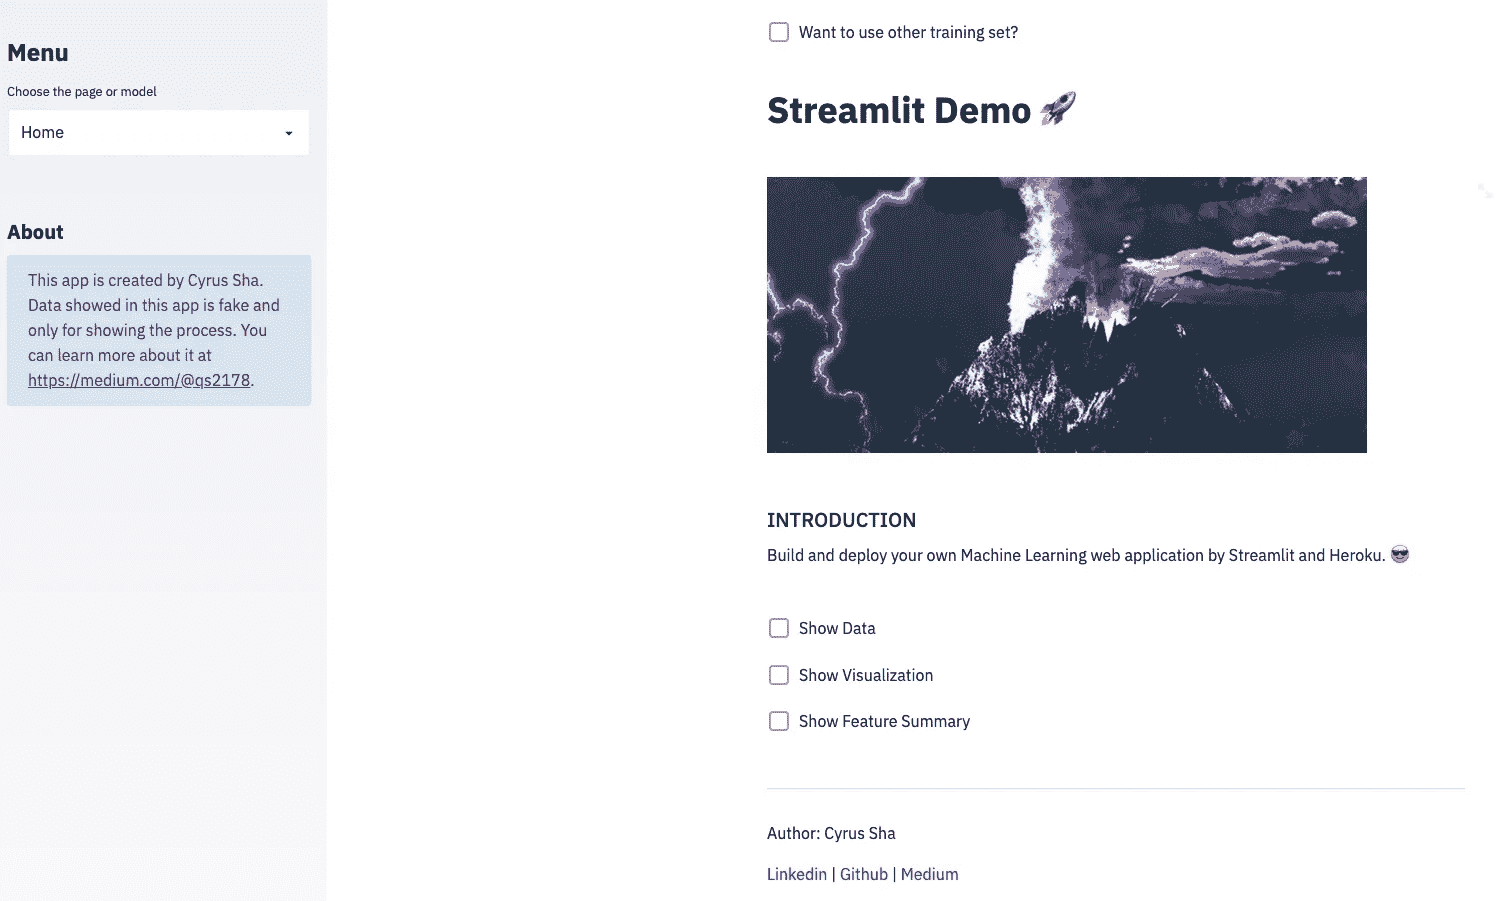 Menu
Choose the page or model
Home
About
This app is created by Cyrus Sha.
Data showed in this app is fake and
only for showing the process. You
can learn more about it at
https://medium.com/@qs2178.
Want to use other training set?
Streamlit Demo 🚀
INTRODUCTION
Build and deploy your own Machine Learning web application by Streamlit and Heroku. 😎
Show Data
Show Visualization
Show Feature Summary
Author: Cyrus Sha
Linkedin | Github | Medium